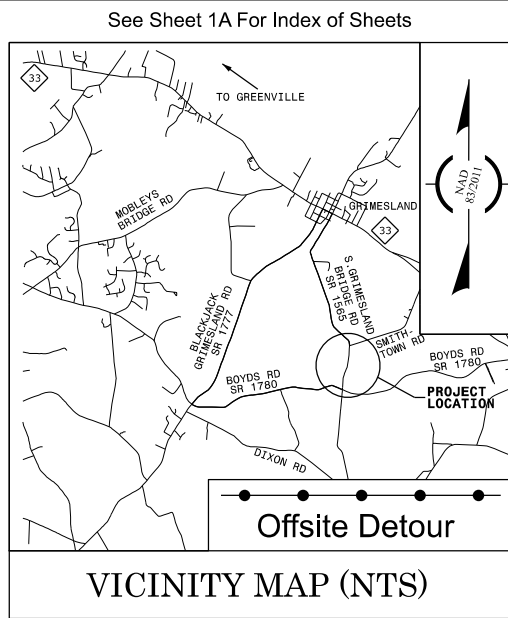 See Sheet 1A For Index of Sheets
33
TO GREENVILLE
NAD
83/2011
MOBLEYS
BRIDGE RD
GRIMESLAND
33
BLACKJACK
GRIMESLAND RD
SR 1777
S.GRIMESLAND
BRIDGE RD
SR 1565
SMITH-
TOWN RD
BOYDS RD
SR 1780
BOYDS RD
SR 1780
PROJECT
LOCATION
DIXON RD
Offsite Detour
VICINITY MAP (NTS)